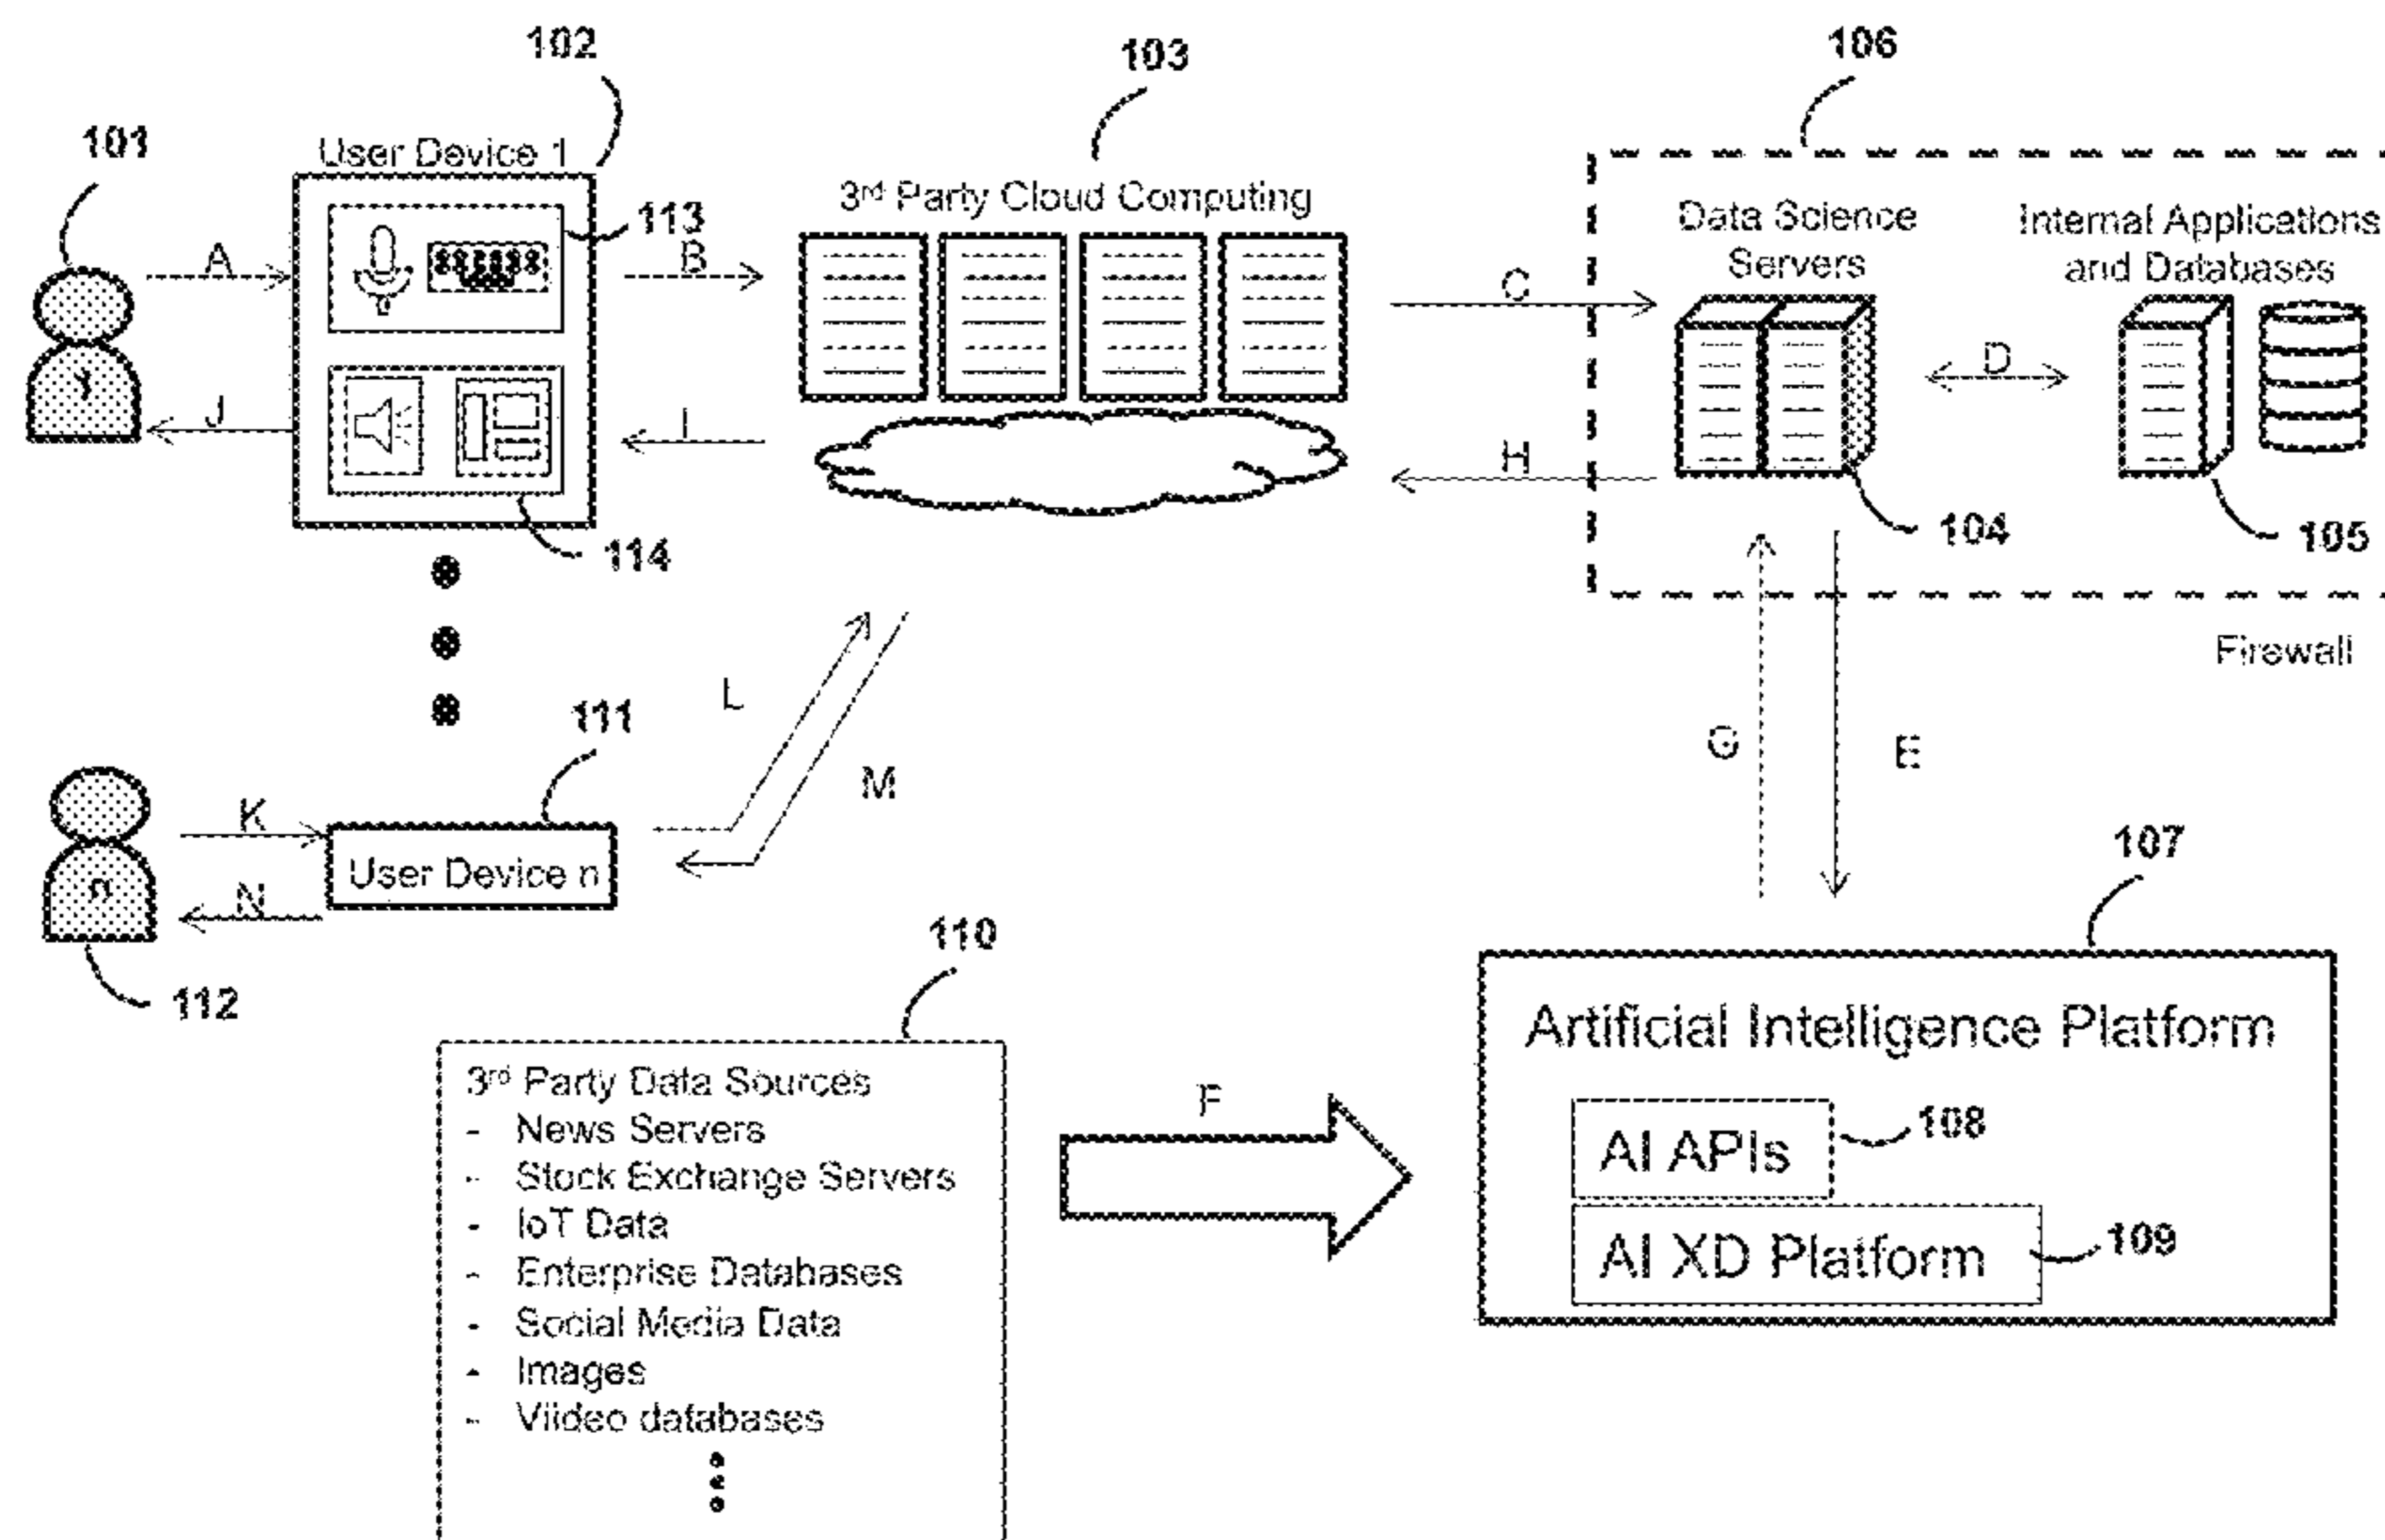 102
103
106
101
User Device 1
113
3rd Party Cloud Computing
Data Science
Servers
Internal Applications
and Databases
A
B
C
D
1
J
I
H
114
104
105
Firewall
L
M
G
E
111
K
User Device n
n
N
112
110
107
3rd Party Data Sources
- News Servers
- Stock Exchange Servers
- IoT Data
- Enterprise Databases
- Social Media Data
- Images
- Viideo databases
F
Artificial Intelligence Platform
AI APIs
108
AI XD Platform
109